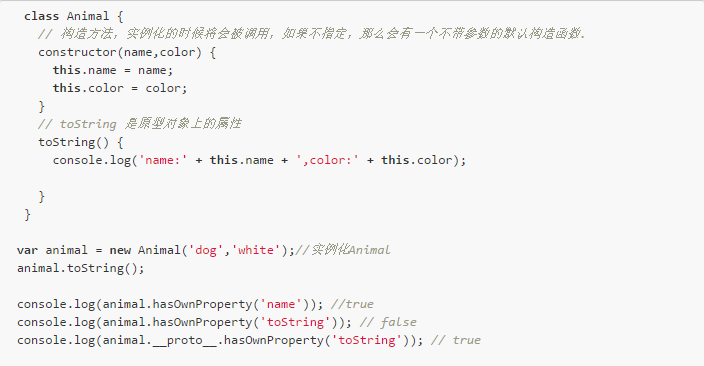 class Animal {
// 构造方法，实例化的时候将会被调用，如果不指定，那么会有一个不带参数的默认构造函数.
constructor(name,color) {
this.name = name;
this.color = color;
}
// toString 是原型对象上的属性
toString() {
console.log('name:' + this.name + ',color:' + this.color);
}
}
var animal = new Animal('dog','white');//实例化Animal
animal.toString();
console.log(animal.hasOwnProperty('name')); //true
console.log(animal.hasOwnProperty('toString')); // false
console.log(animal.__proto__.hasOwnProperty('toString')); // true